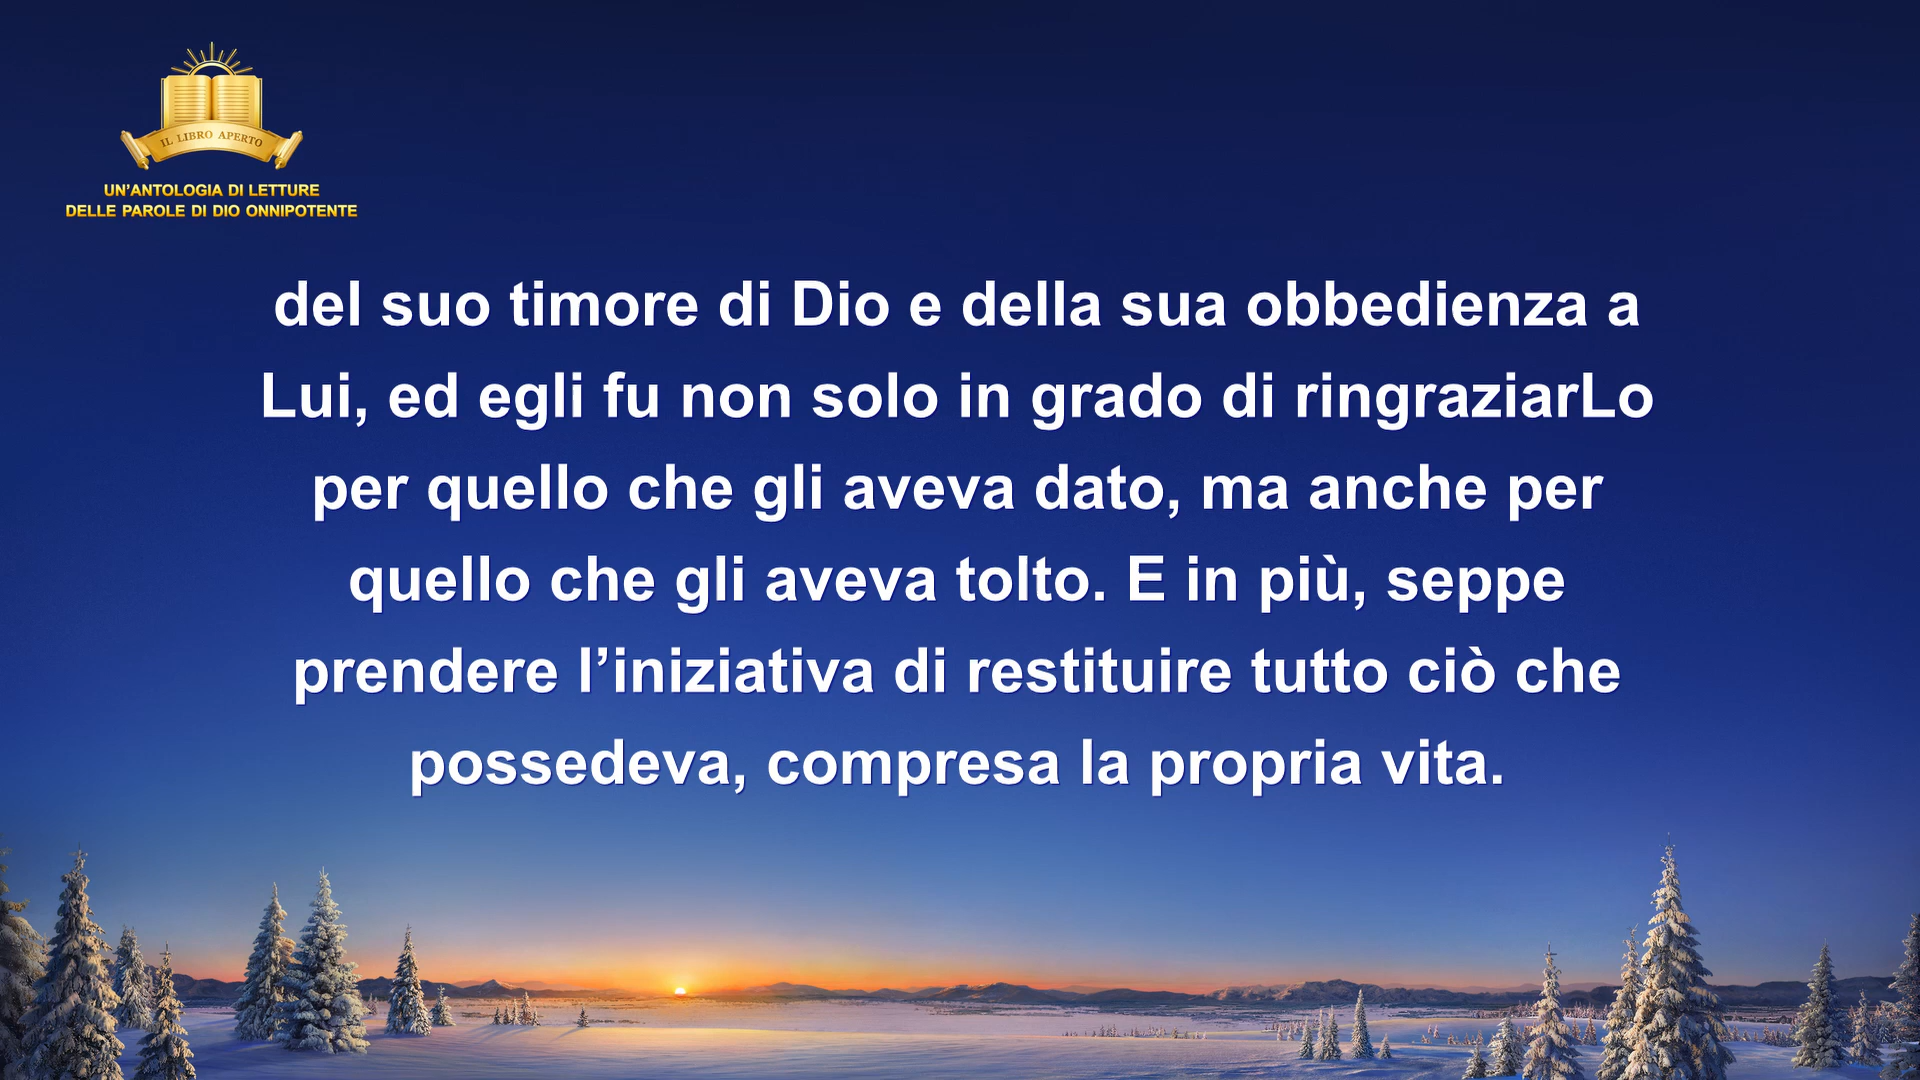 IL LIBRO APERTO
UN’ANTOLOGIA DI LETTURE
DELLE PAROLE DI DIO ONNIPOTENTE
del suo timore di Dio e della sua obbedienza a
Lui, ed egli fu non solo in grado di ringraziarLo
per quello che gli aveva dato, ma anche per
quello che gli aveva tolto. E in più, seppe
prendere l’iniziativa di restituire tutto ciò che
possedeva, compresa la propria vita.